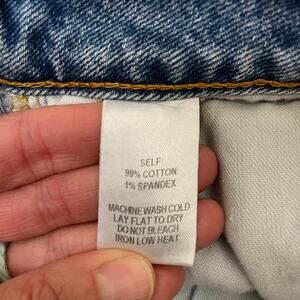 SELF:
99% COTTON
1% SPANDEX
MACHINE WASH COLD
LAY FLAT TO DRY
DO NOT BLEACH
IRON LOW HEAT